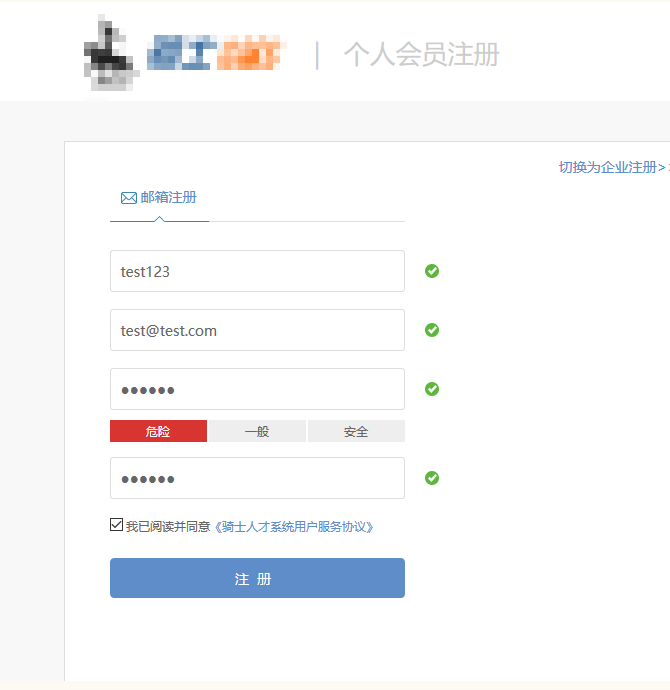 个人会员注册
切换为企业注册>
邮箱注册
test123
test@test.com
●●●●●●
危险 一般 安全
●●●●●●
我已阅读并同意《骑士人才系统用户服务协议》
注 册